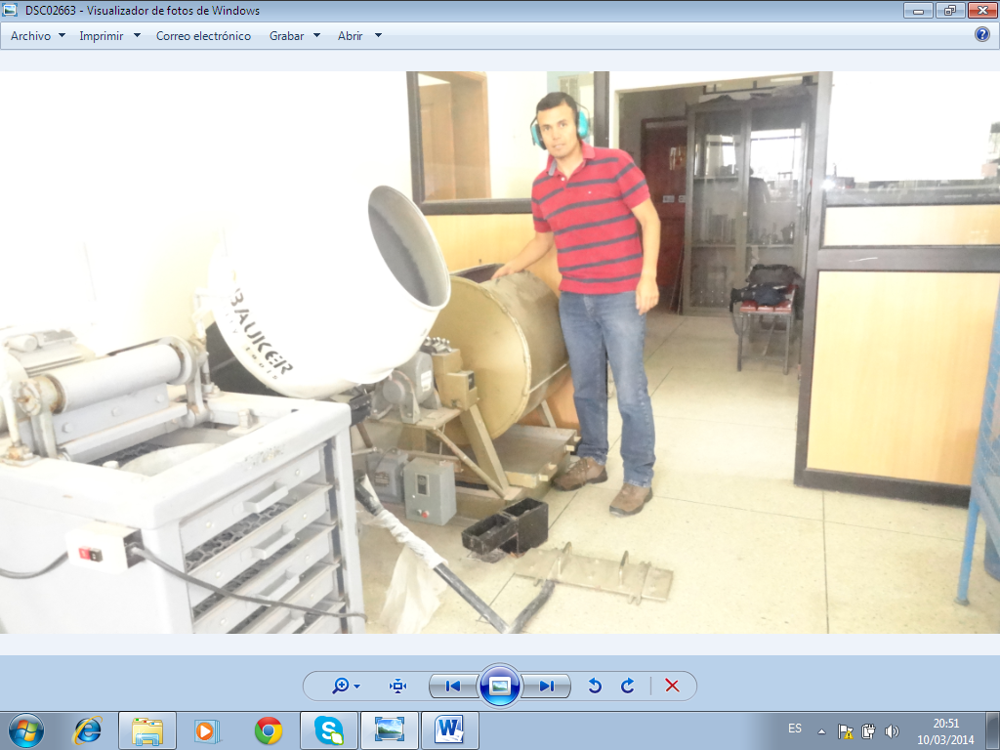 DSC02663 - Visualizador de fotos de Windows
Archivo Imprimir Correo electrónico Grabar Abrir
BAUKER
ES
20:51
10/03/2014